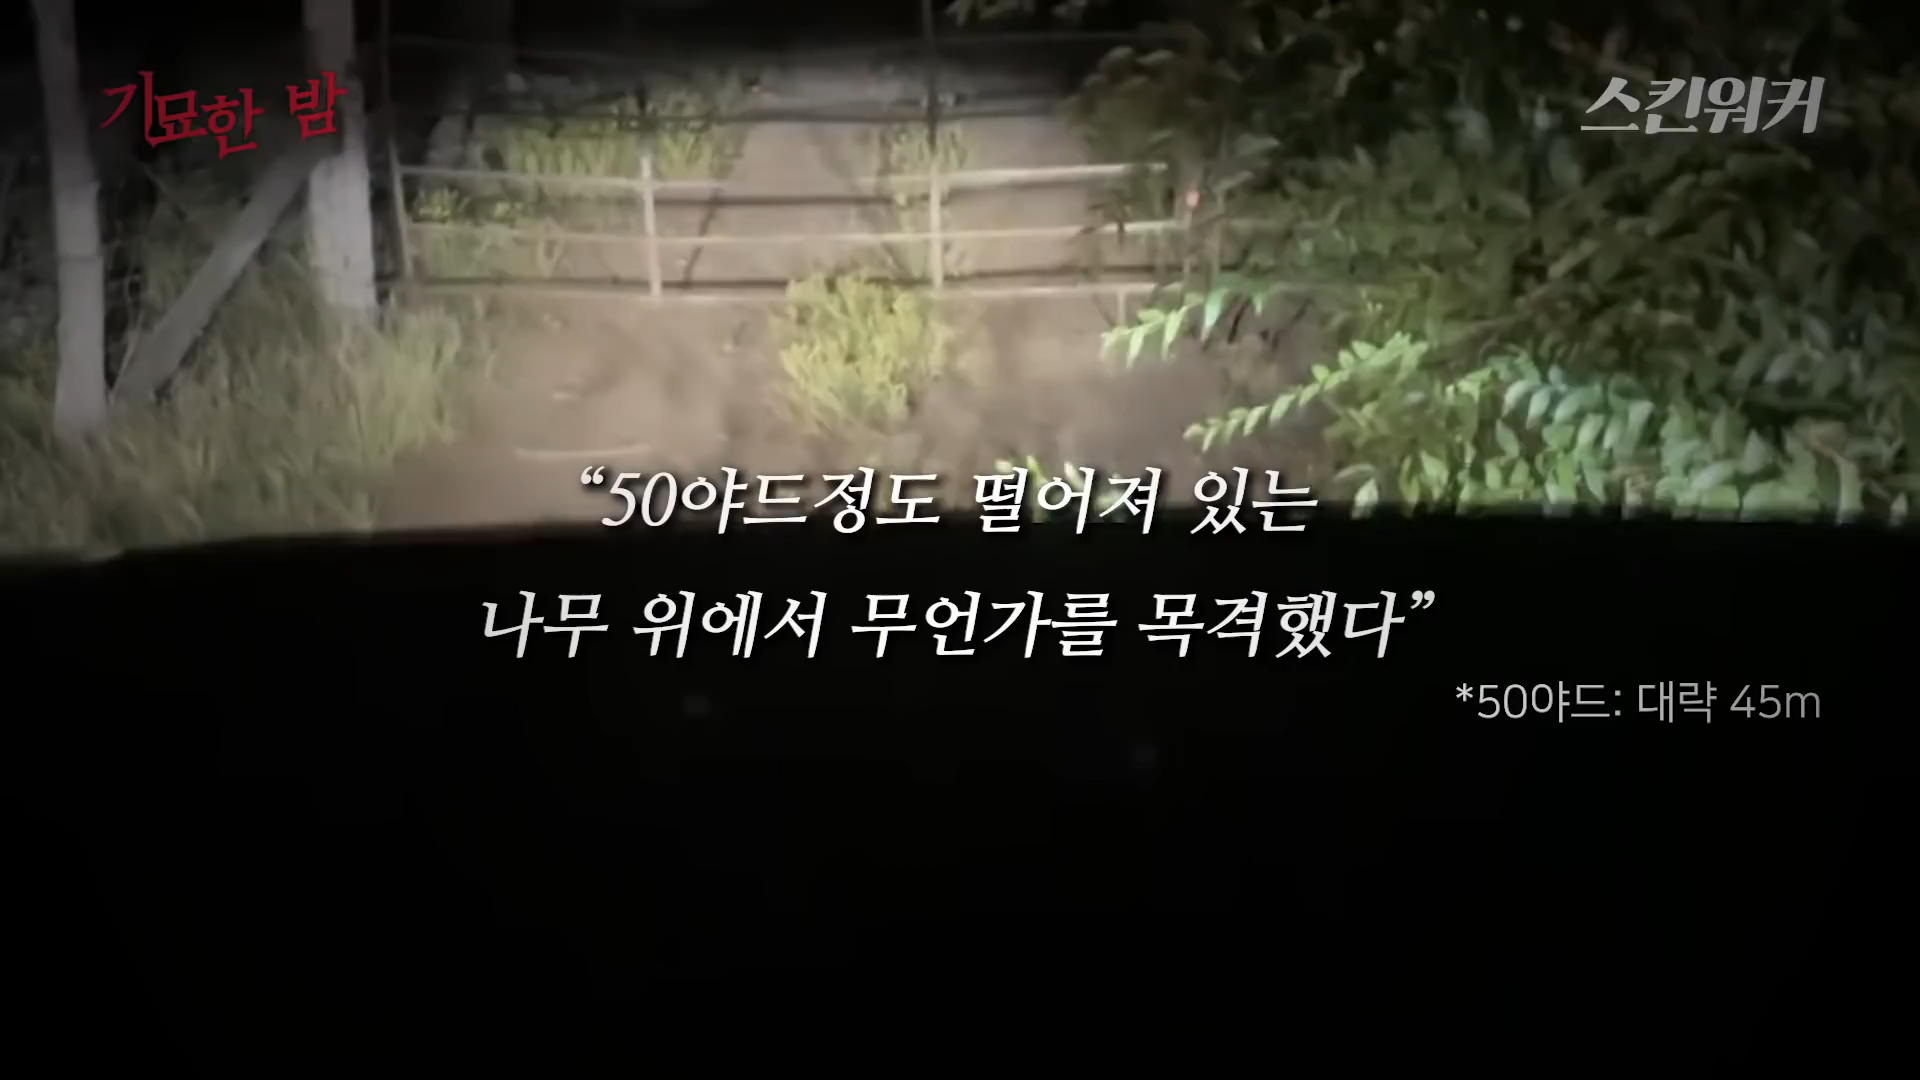 기묘한 밤
스킨워커
“50야드정도 떨어져 있는
나무 위에서 무언가를 목격했다”
*50야드: 대략 45m